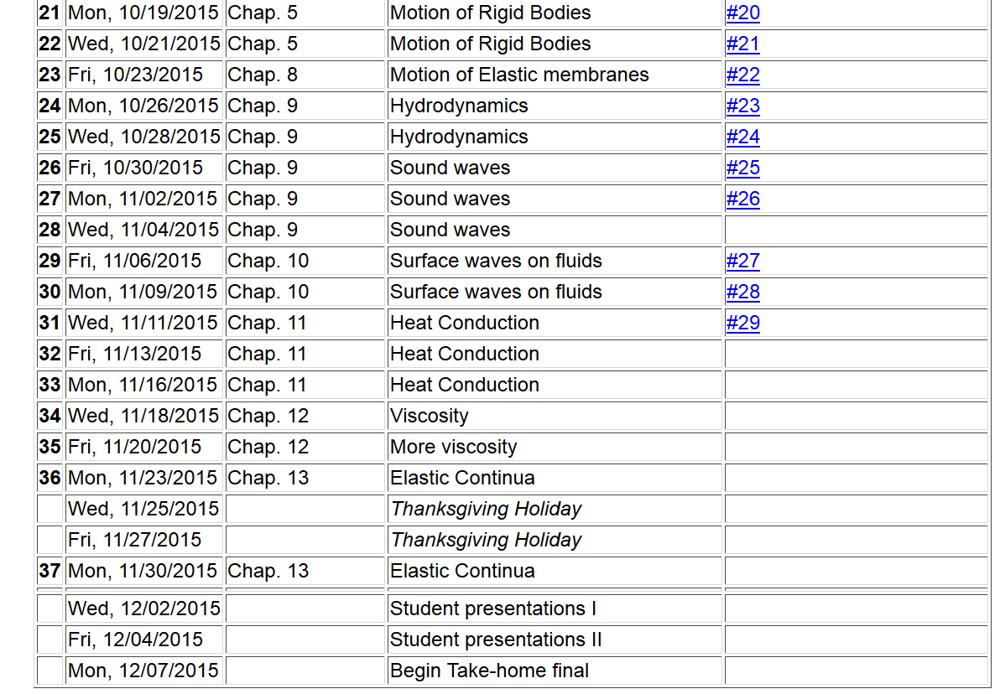 21 Mon, 10/19/2015 Chap. 5 Motion of Rigid Bodies #20
22 Wed, 10/21/2015 Chap. 5 Motion of Rigid Bodies #21
23 Fri, 10/23/2015 Chap. 8 Motion of Elastic membranes #22
24 Mon, 10/26/2015 Chap. 9 Hydrodynamics #23
25 Wed, 10/28/2015 Chap. 9 Hydrodynamics #24
26 Fri, 10/30/2015 Chap. 9 Sound waves #25
27 Mon, 11/02/2015 Chap. 9 Sound waves #26
28 Wed, 11/04/2015 Chap. 9 Sound waves
29 Fri, 11/06/2015 Chap. 10 Surface waves on fluids #27
30 Mon, 11/09/2015 Chap. 10 Surface waves on fluids #28
31 Wed, 11/11/2015 Chap. 11 Heat Conduction #29
32 Fri, 11/13/2015 Chap. 11 Heat Conduction
33 Mon, 11/16/2015 Chap. 11 Heat Conduction
34 Wed, 11/18/2015 Chap. 12 Viscosity
35 Fri, 11/20/2015 Chap. 12 More viscosity
36 Mon, 11/23/2015 Chap. 13 Elastic Continua
Wed, 11/25/2015 Thanksgiving Holiday
Fri, 11/27/2015 Thanksgiving Holiday
37 Mon, 11/30/2015 Chap. 13 Elastic Continua
Wed, 12/02/2015 Student presentations I
Fri, 12/04/2015 Student presentations II
Mon, 12/07/2015 Begin Take-home final